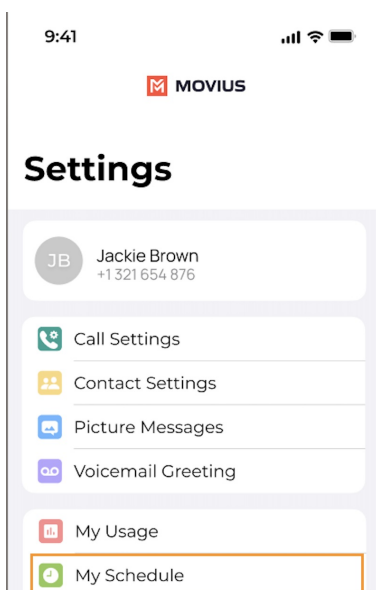 9:41
MOVIUS
Settings
JB
Jackie Brown
+1 321 654 876
Call Settings
Contact Settings
Picture Messages
Voicemail Greeting
My Usage
My Schedule